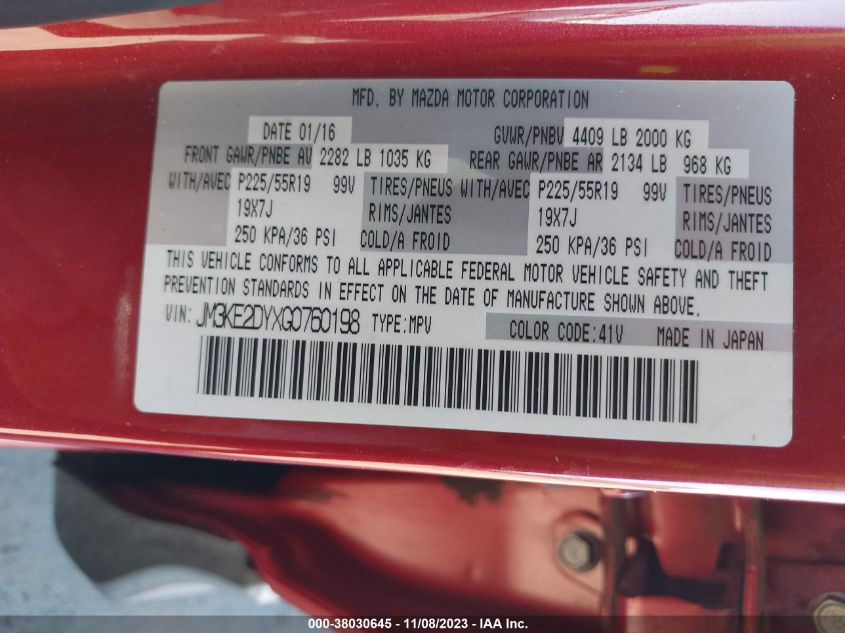 MFD. BY MAZDA MOTOR CORPORATION
DATE 01/16 GVWR/PNBV 4409 LB 2000 KG
FRONT GAWR/PNBE AV 2282 LB 1035 KG REAR GAWR/PNBE AR 2134 LB 968 KG
WITH/AVEC P225/55R19 99V TIRES/PNEUS WITH/AVEC P225/55R19 99V TIRES/PNEUS
19X7J RIMS/JANTES 19X7J RIMS/JANTES
250 KPA/36 PSI COLD/A FROID 250 KPA/36 PSI COLD/A FROID
THIS VEHICLE CONFORMS TO ALL APPLICABLE FEDERAL MOTOR VEHICLE SAFETY AND THEFT
PREVENTION STANDARDS IN EFFECT ON THE DATE OF MANUFACTURE SHOWN ABOVE.
VIN: JM3KE2DYXG0760198 TYPE:MPV COLOR CODE:41V MADE IN JAPAN
000-38030645 - 11/08/2023 - IAA Inc.